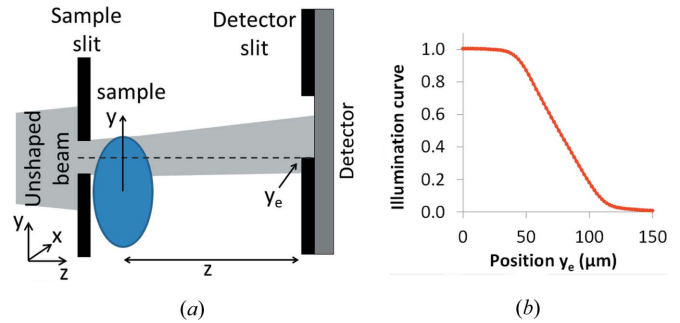 Sample
slit
Detector
slit
sample
y
Unshaped
beam
Detector
yₑ
y
x
z
z
(a)
Illumination curve
1.0
0.8
0.6
0.4
0.2
0.0
0
50
100
150
Position yₑ (μm)
(b)